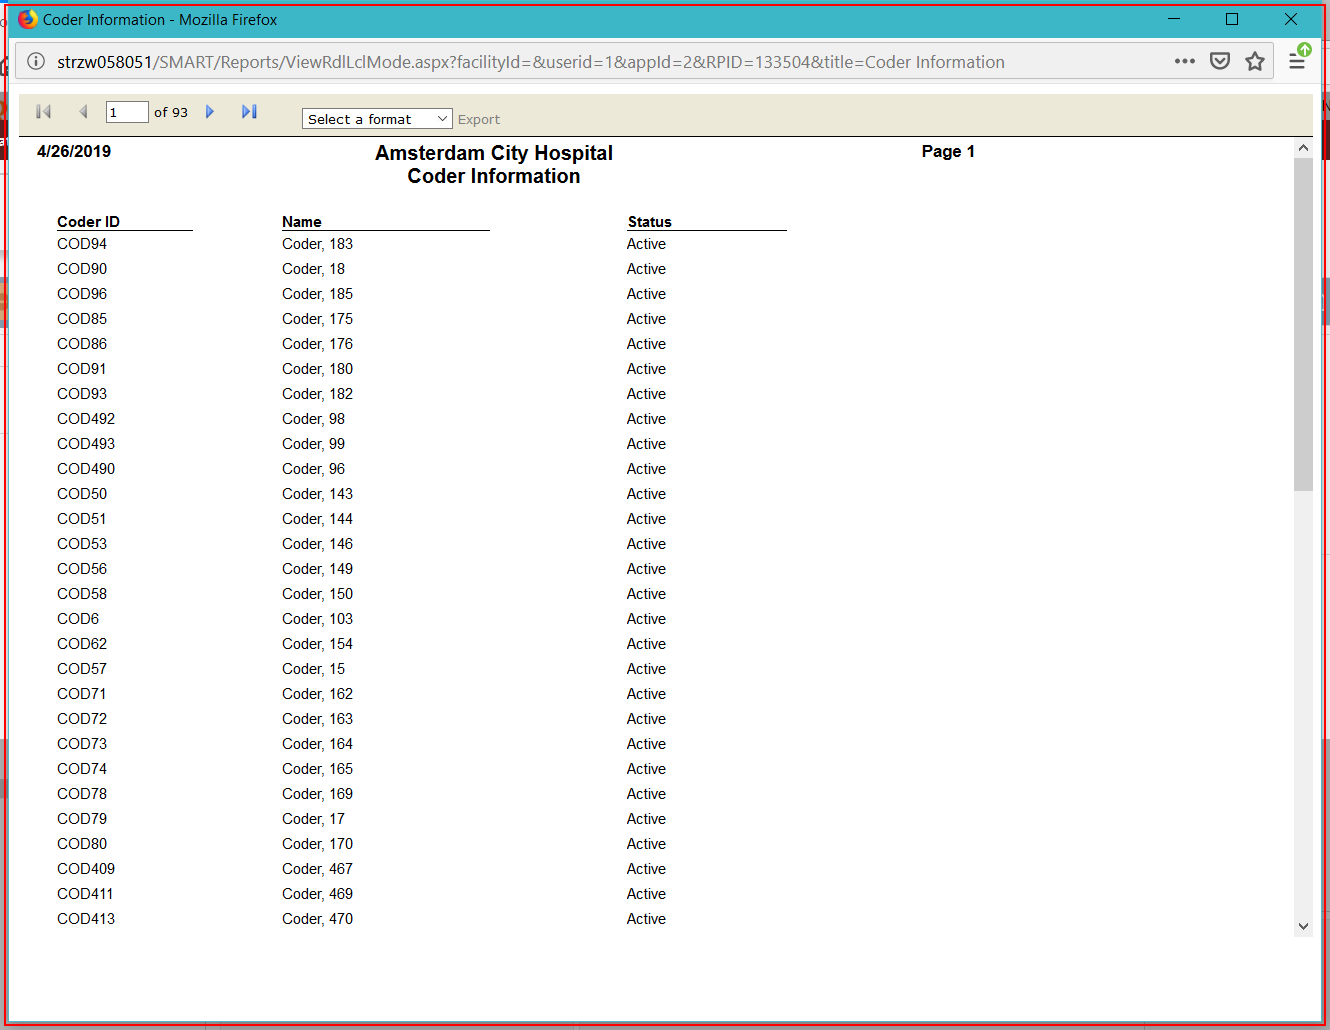 Coder Information - Mozilla Firefox
strzw058051/SMART/Reports/ViewRdlLclMode.aspx?facilityId=&userid=1&appId=2&RPID=133504&title=Coder Information
1 of 93 Select a format Export
4/26/2019 Amsterdam City Hospital Page 1
Coder Information
Coder ID Name Status
COD94 Coder, 183 Active
COD90 Coder, 18 Active
COD96 Coder, 185 Active
COD85 Coder, 175 Active
COD86 Coder, 176 Active
COD91 Coder, 180 Active
COD93 Coder, 182 Active
COD492 Coder, 98 Active
COD493 Coder, 99 Active
COD490 Coder, 96 Active
COD50 Coder, 143 Active
COD51 Coder, 144 Active
COD53 Coder, 146 Active
COD56 Coder, 149 Active
COD58 Coder, 150 Active
COD6 Coder, 103 Active
COD62 Coder, 154 Active
COD57 Coder, 15 Active
COD71 Coder, 162 Active
COD72 Coder, 163 Active
COD73 Coder, 164 Active
COD74 Coder, 165 Active
COD78 Coder, 169 Active
COD79 Coder, 17 Active
COD80 Coder, 170 Active
COD409 Coder, 467 Active
COD411 Coder, 469 Active
COD413 Coder, 470 Active